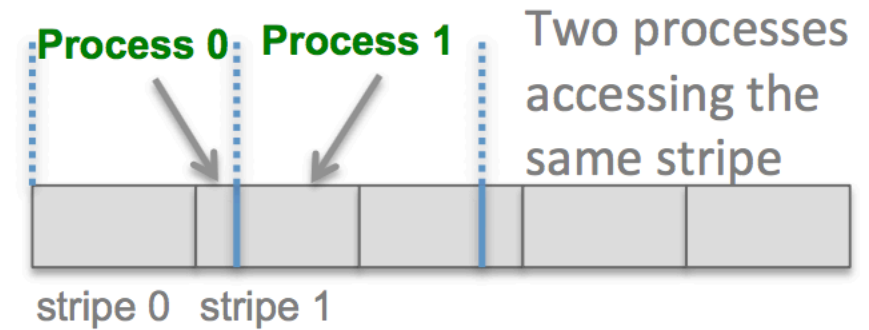 Process 0 Process 1
Two processes
accessing the
same stripe
stripe 0 stripe 1